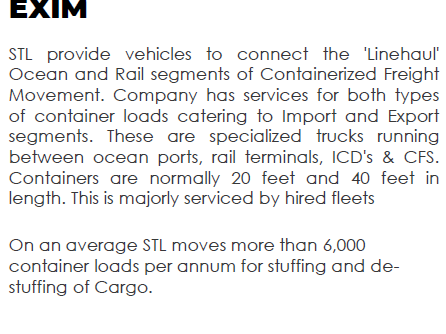 EXIM
STL provide vehicles to connect the 'Linehaul'
Ocean and Rail segments of Containerized Freight
Movement. Company has services for both types
of container loads catering to Import and Export
segments. These are specialized trucks running
between ocean ports, rail terminals, ICD's & CFS.
Containers are normally 20 feet and 40 feet in
length. This is majorly serviced by hired fleets
On an average STL moves more than 6,000
container loads per annum for stuffing and de-
stuffing of Cargo.